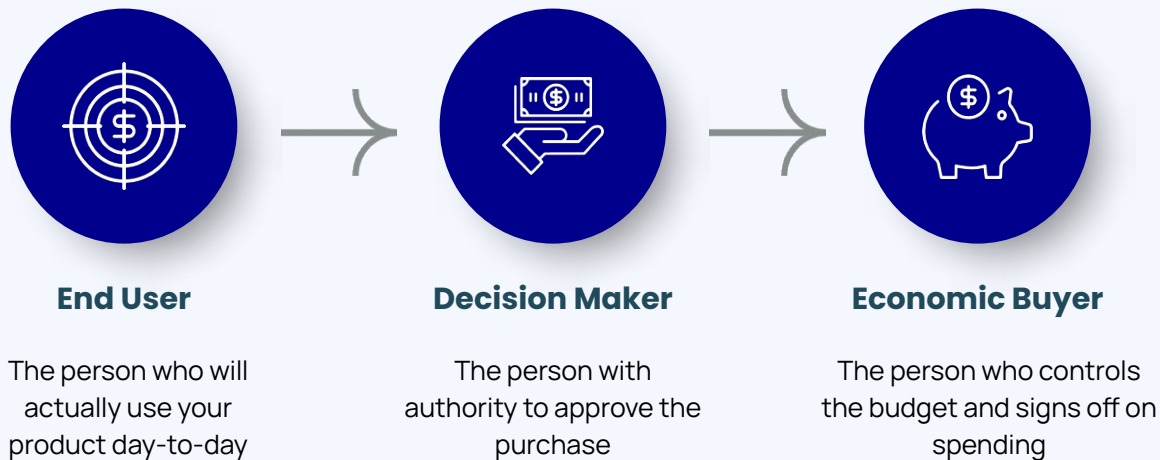 $
$
$
End User
The person who will
actually use your
product day-to-day
Decision Maker
The person with
authority to approve the
purchase
Economic Buyer
The person who controls
the budget and signs off on
spending